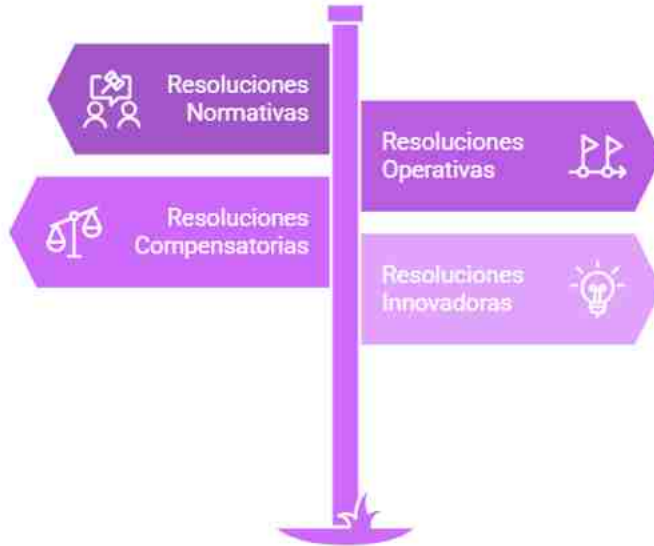 Resoluciones
Normativas
Resoluciones
Operativas
Resoluciones
Compensatorias
Resoluciones
Innovadoras